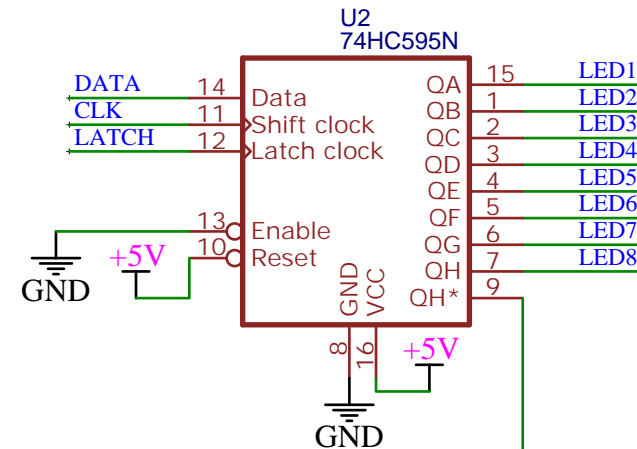 U2
74HC595N
DATA 14 Data QA 15 LED1
CLK 11 Shift clock QB 1 LED2
LATCH 12 Latch clock QC 2 LED3
QD 3 LED4
QE 4 LED5
13 Enable QF 5 LED6
+5V 10 Reset QG 6 LED7
GND QH 7 LED8
GND VCC QH* 9
8 16 +5V
GND